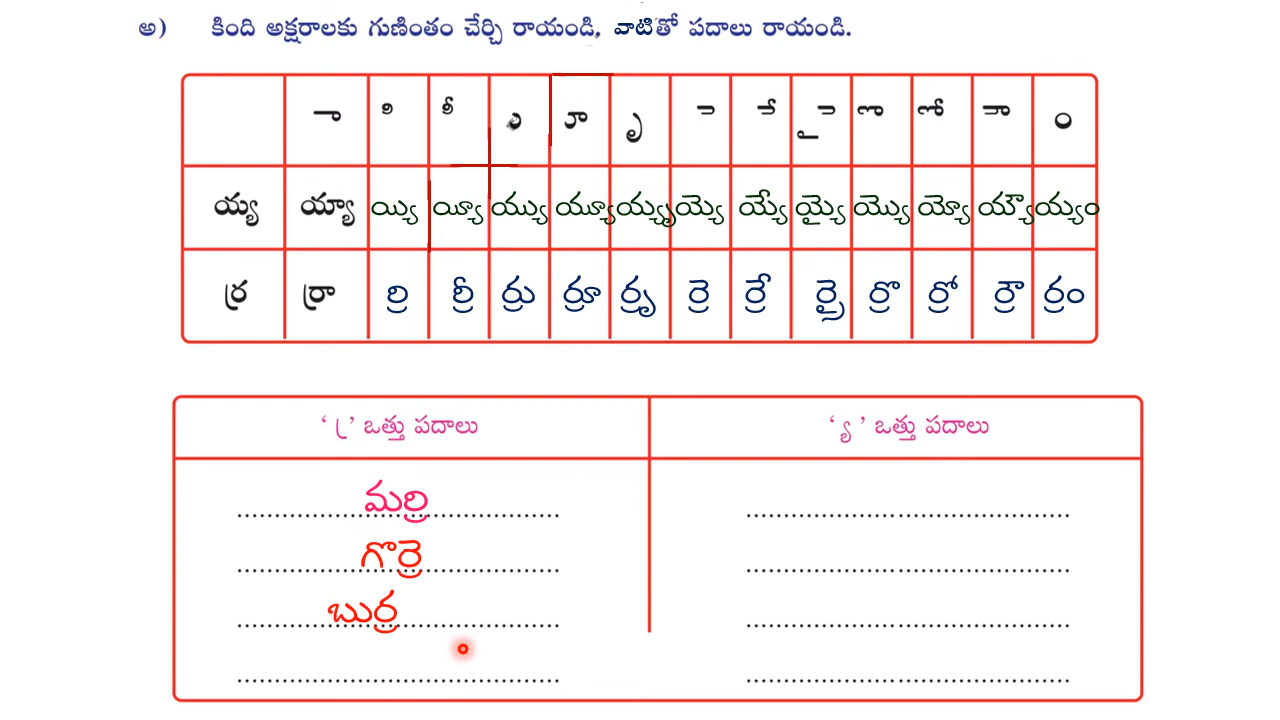 అ) కింది అక్షరాలకు గుణింతం చేర్చి రాయండి, వాటితో పదాలు రాయండి.
ా ి ీ ు ూ ృ ె ే ై ొ ో ౌ ం
య్య య్యా య్యి య్యీ య్యు య్యూ య్యృ య్యె య్యే య్యై య్యొ య్యో య్యౌ య్యం
ర్ర ర్రా ర్రి ర్రీ ర్రు ర్రూ ర్రృ ర్రె ర్రే ర్రై ర్రొ ర్రో ర్రౌ ర్రం
‘ ్ర’ ఒత్తు పదాలు ‘ ్య ’ ఒత్తు పదాలు
మర్రి
గొర్రె
బుర్ర